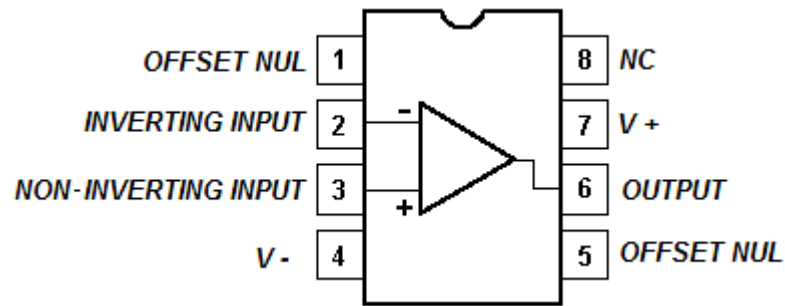 OFFSET NUL 1
8 NC
INVERTING INPUT 2 -
7 V +
NON-INVERTING INPUT 3 +
6 OUTPUT
V - 4
5 OFFSET NUL